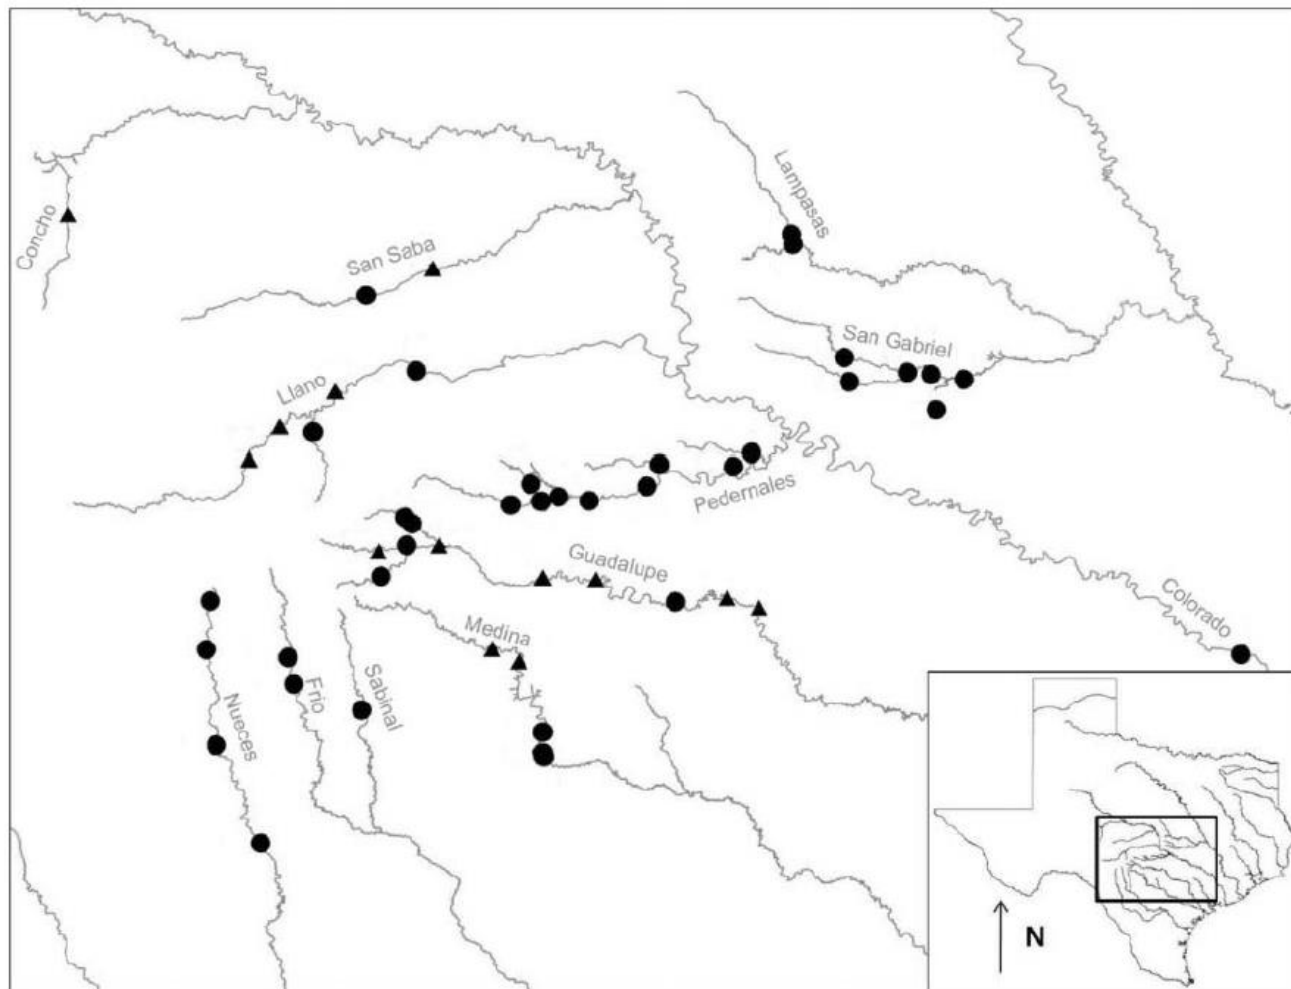 Lampasas
Concho
San Saba
San Gabriel
Llano
Pedernales
Guadalupe
Colorado
Medina
Sabinal
Frio
Nueces
N